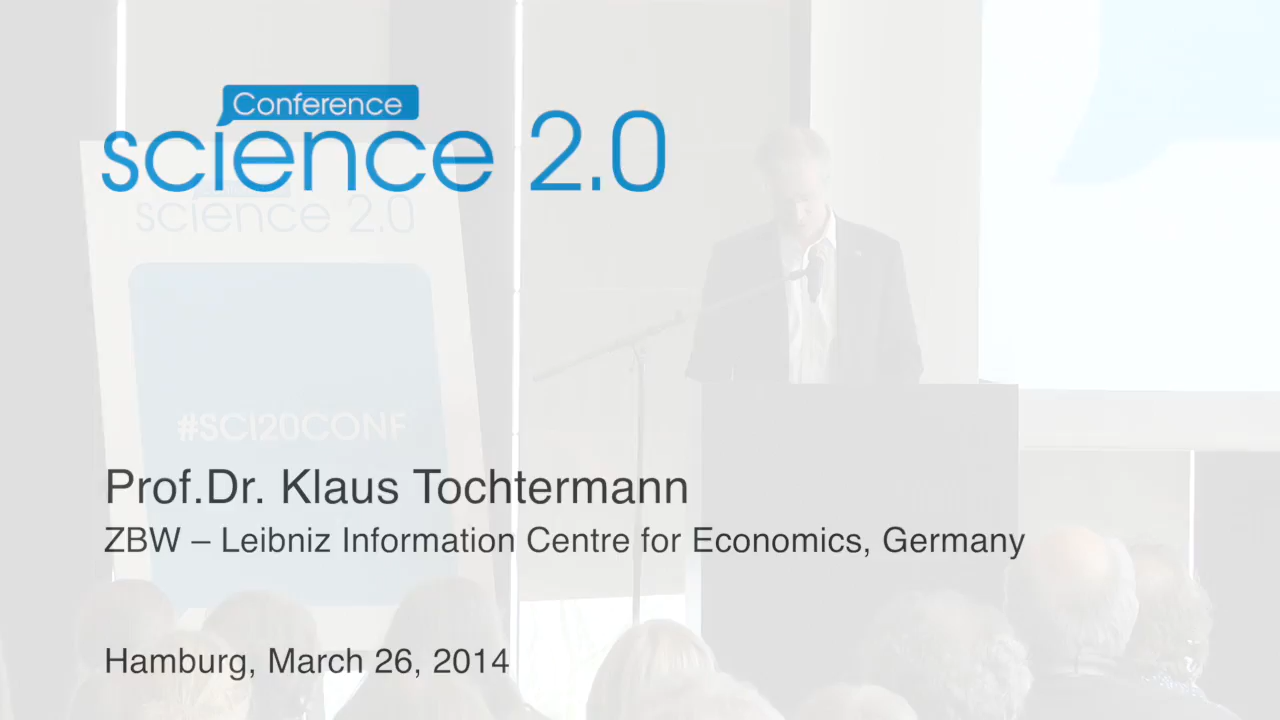 Conference
science 2.0
science 2.0
#SCI20CONF
Prof.Dr. Klaus Tochtermann
ZBW – Leibniz Information Centre for Economics, Germany
Hamburg, March 26, 2014